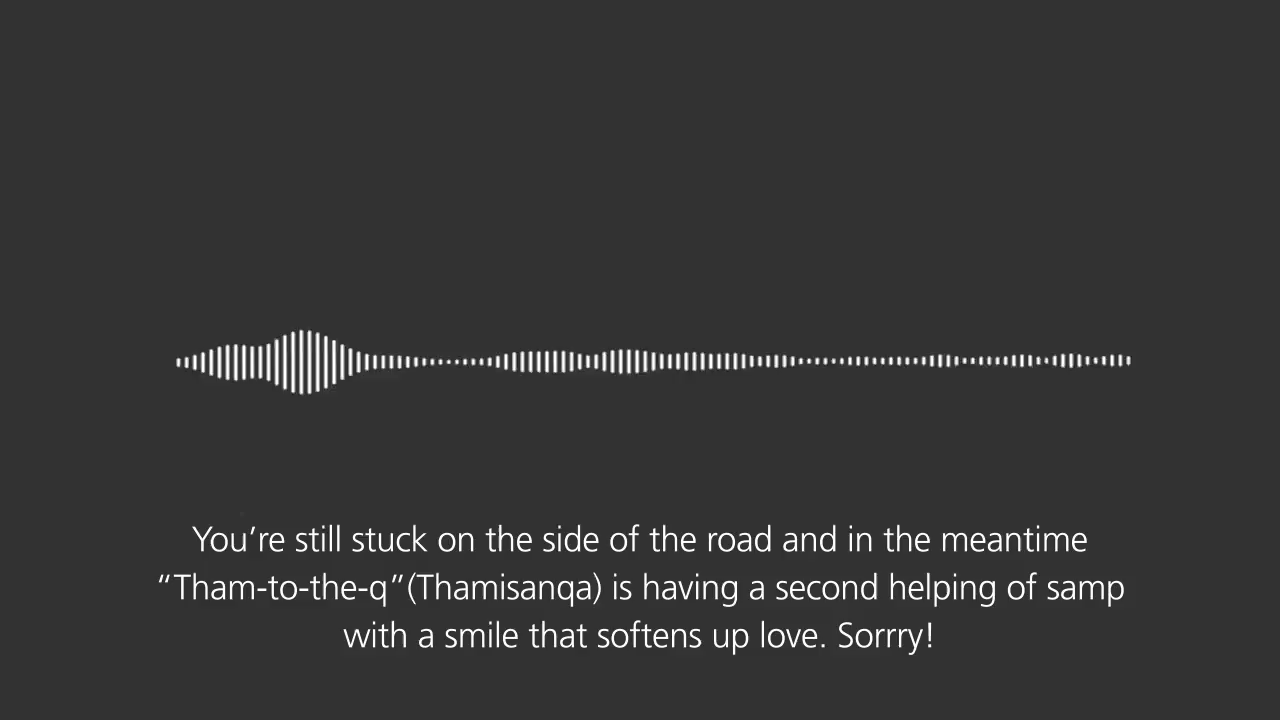 You’re still stuck on the side of the road and in the meantime
“Tham-to-the-q”(Thamisanqa) is having a second helping of samp
with a smile that softens up love. Sorrry!